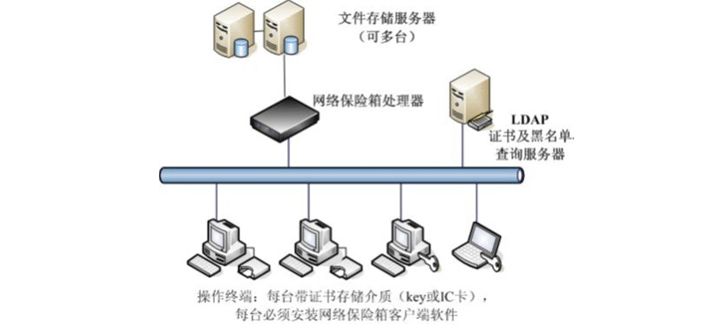 文件存储服务器
（可多台）
网络保险箱处理器
LDAP
证书及黑名单
查询服务器
操作终端：每台带证书存储介质（key或IC卡），
每台必须安装网络保险箱客户端软件